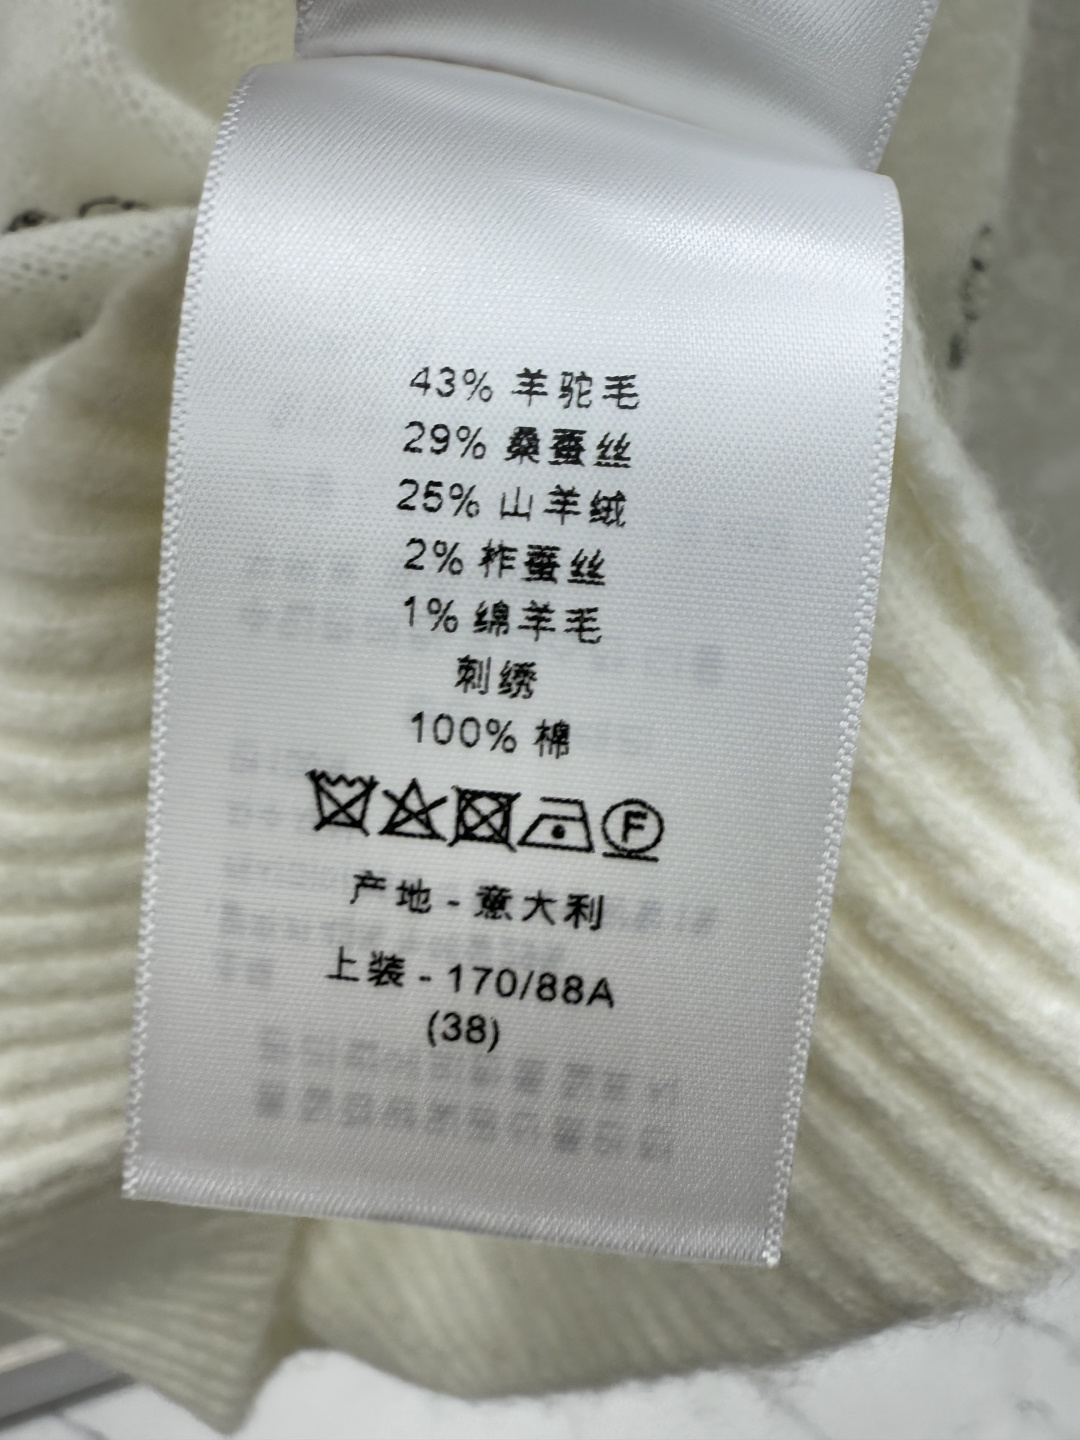 43% 羊驼毛
29% 桑蚕丝
25% 山羊绒
2% 柞蚕丝
1% 绵羊毛
刺绣
100% 棉
F
产地 - 意大利
上装 - 170/88A
(38)